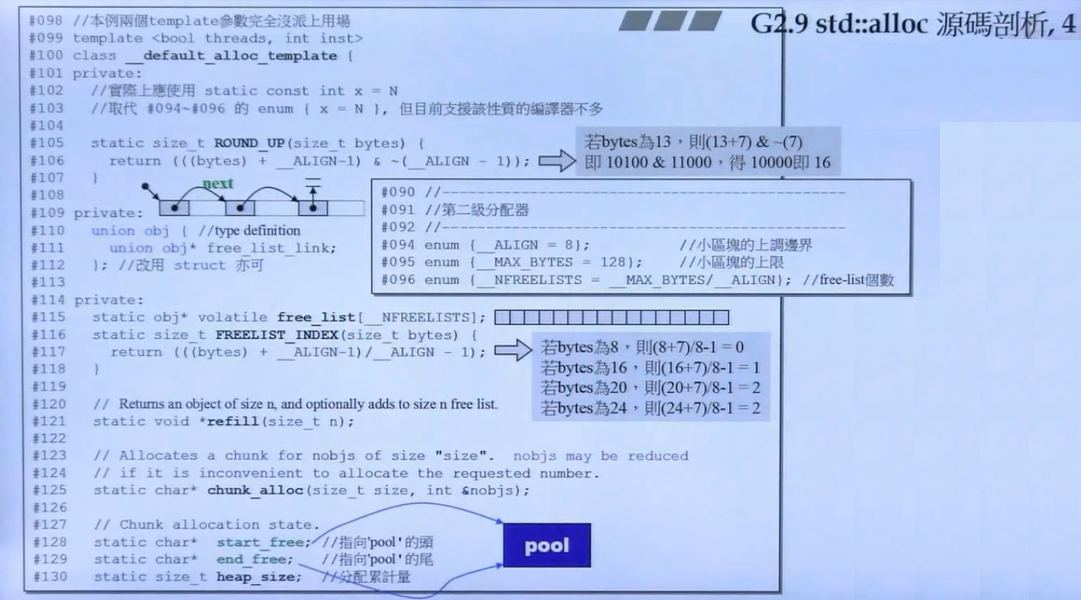 G2.9 std::alloc 源碼剖析, 4
#098 //本例兩個template參數完全沒派上用場
#099 template <bool threads, int inst>
#100 class __default_alloc_template {
#101 private:
#102 //實際上應使用 static const int x = N
#103 //取代 #094~#096 的 enum { x = N }, 但目前支援該性質的編譯器不多
#104
#105 static size_t ROUND_UP(size_t bytes) {
#106 return (((bytes) + __ALIGN-1) & ~(__ALIGN - 1));
#107 }
若bytes為13,則(13+7) & ~(7)
即 10100 & 11000,得 10000即 16
#108
next
#109 private:
#110 union obj { //type definition
#111 union obj* free_list_link;
#112 }; //改用 struct 亦可
#113
#090 //---------------------------------------------
#091 //第二級分配器
#092 //---------------------------------------------
#094 enum {__ALIGN = 8}; //小區塊的上調邊界
#095 enum {__MAX_BYTES = 128}; //小區塊的上限
#096 enum {__NFREELISTS = __MAX_BYTES/__ALIGN}; //free-list個數
#114 private:
#115 static obj* volatile free_list[__NFREELISTS];
#116 static size_t FREELIST_INDEX(size_t bytes) {
#117 return (((bytes) + __ALIGN-1)/__ALIGN - 1);
#118 }
若bytes為8,則(8+7)/8-1 = 0
若bytes為16,則(16+7)/8-1 = 1
若bytes為20,則(20+7)/8-1 = 2
若bytes為24,則(24+7)/8-1 = 2
#119
#120 // Returns an object of size n, and optionally adds to size n free list.
#121 static void *refill(size_t n);
#122
#123 // Allocates a chunk for nobjs of size "size". nobjs may be reduced
#124 // if it is inconvenient to allocate the requested number.
#125 static char* chunk_alloc(size_t size, int &nobjs);
#126
#127 // Chunk allocation state.
#128 static char* start_free; //指向'pool'的頭
#129 static char* end_free; //指向'pool'的尾
#130 static size_t heap_size; //分配累計量
pool